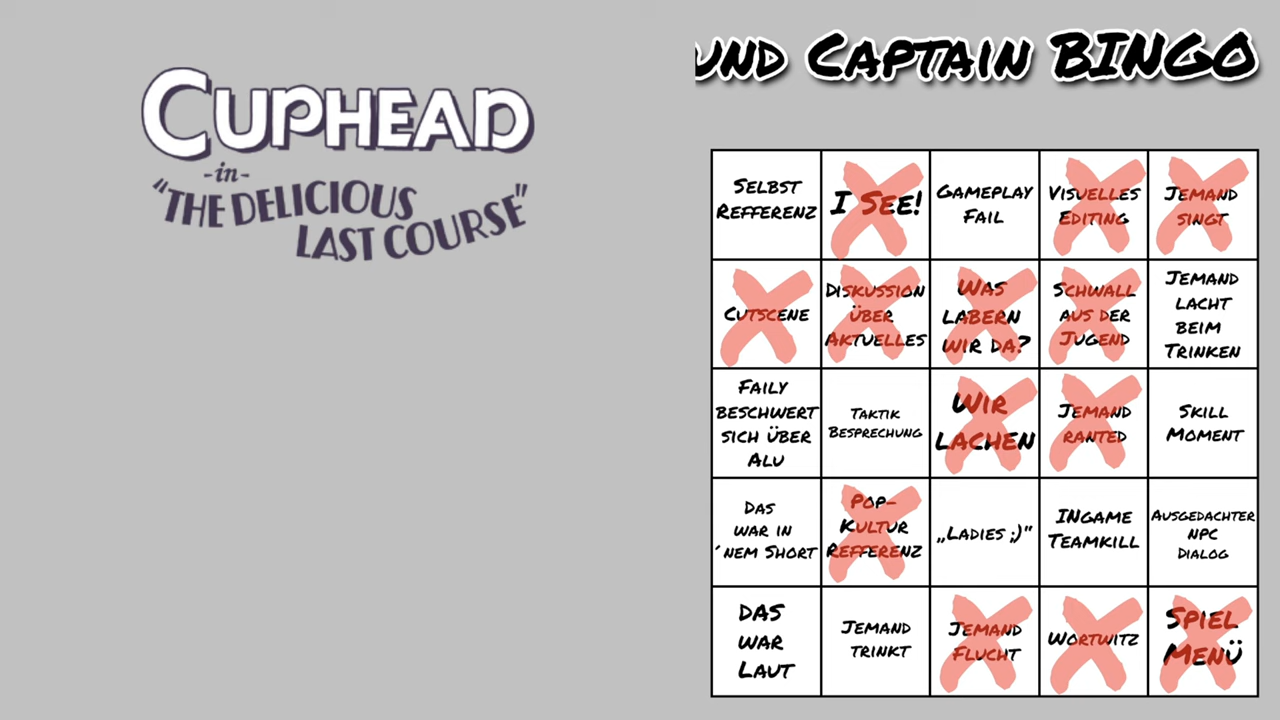 UND CAPTAIN BINGO
CUPHEAD
-in-
"THE DELICIOUS
LAST COURSE"
SELBST
REFFERENZ
I SEE!
GAMEPLAY
FAIL
VISUELLES
EDITING
JEMAND
SINGT
CUTSCENE
DISKUSSION
ÜBER
AKTUELLES
WAS
LABERN
WIR DA?
SCHWALL
AUS DER
JUGEND
JEMAND
LACHT
BEIM
TRINKEN
FAILY
BESCHWERT
SICH ÜBER
ALU
TAKTIK
BESPRECHUNG
WIR
LACHEN
JEMAND
RANTED
SKILL
MOMENT
DAS
WAR IN
´NEM SHORT
POP-
KULTUR
REFFERENZ
„LADIES ;)"
INGAME
TEAMKILL
AUSGEDACHTER
NPC
DIALOG
DAS
WAR
LAUT
JEMAND
TRINKT
JEMAND
FLUCHT
WORTWITZ
SPIEL
MENÜ